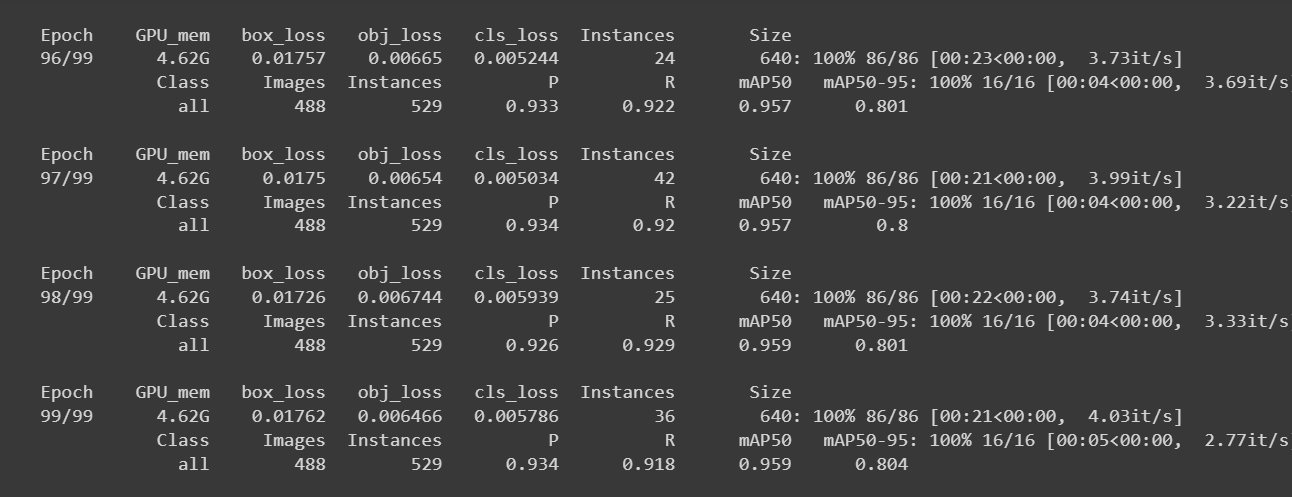 Epoch GPU_mem box_loss obj_loss cls_loss Instances Size
96/99 4.62G 0.01757 0.00665 0.005244 24 640: 100% 86/86 [00:23<00:00, 3.73it/s]
Class Images Instances P R mAP50 mAP50-95: 100% 16/16 [00:04<00:00, 3.69it/s
all 488 529 0.933 0.922 0.957 0.801
Epoch GPU_mem box_loss obj_loss cls_loss Instances Size
97/99 4.62G 0.0175 0.00654 0.005034 42 640: 100% 86/86 [00:21<00:00, 3.99it/s]
Class Images Instances P R mAP50 mAP50-95: 100% 16/16 [00:04<00:00, 3.22it/s
all 488 529 0.934 0.92 0.957 0.8
Epoch GPU_mem box_loss obj_loss cls_loss Instances Size
98/99 4.62G 0.01726 0.006744 0.005939 25 640: 100% 86/86 [00:22<00:00, 3.74it/s]
Class Images Instances P R mAP50 mAP50-95: 100% 16/16 [00:04<00:00, 3.33it/s
all 488 529 0.926 0.929 0.959 0.801
Epoch GPU_mem box_loss obj_loss cls_loss Instances Size
99/99 4.62G 0.01762 0.006466 0.005786 36 640: 100% 86/86 [00:21<00:00, 4.03it/s]
Class Images Instances P R mAP50 mAP50-95: 100% 16/16 [00:05<00:00, 2.77it/s
all 488 529 0.934 0.918 0.959 0.804